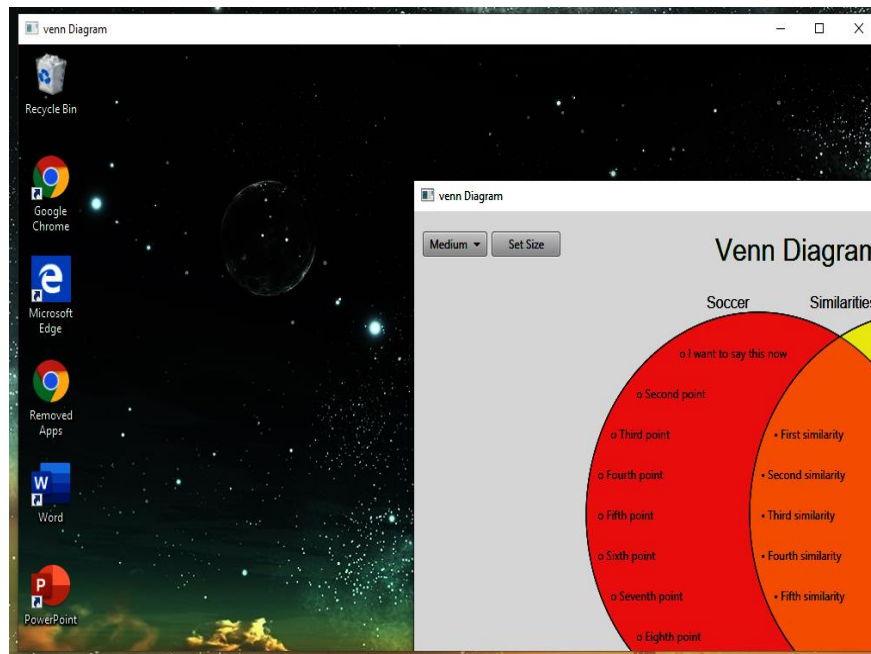 venn Diagram
Recycle Bin
Google
Chrome
Microsoft
Edge
Removed
Apps
Word
PowerPoint
venn Diagram
Medium
Set Size
Venn Diagram
Soccer
Similarities
o I want to say this now
o Second point
o Third point
o Fourth point
o Fifth point
o Sixth point
o Seventh point
o Eighth point
• First similarity
• Second similarity
• Third similarity
• Fourth similarity
• Fifth similarity